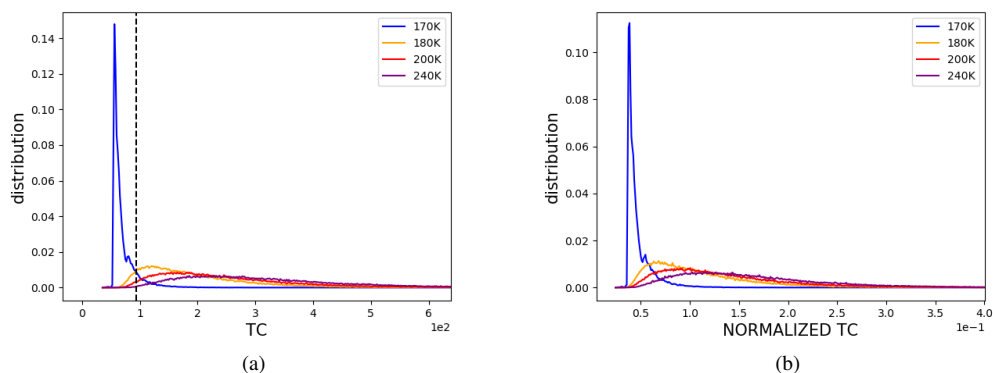 170K
180K
200K
240K
0.14
0.12
0.10
0.08
0.06
0.04
0.02
0.00
distribution
0 1 2 3 4 5 6
1e2
TC
(a)
170K
180K
200K
240K
0.10
0.08
0.06
0.04
0.02
0.00
distribution
0.5 1.0 1.5 2.0 2.5 3.0 3.5 4.0
1e−1
NORMALIZED TC
(b)